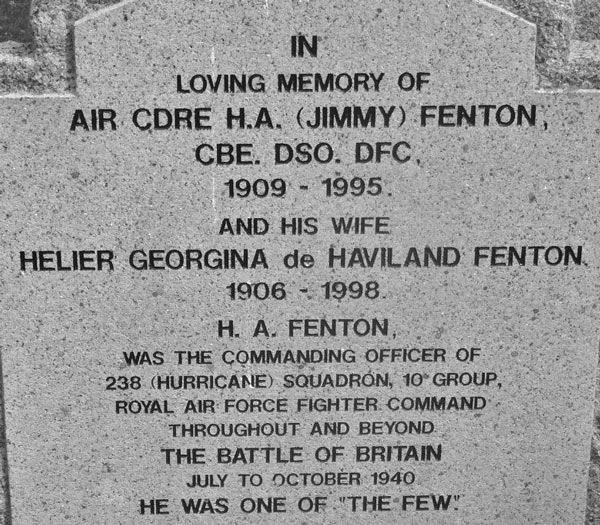 IN
LOVING MEMORY OF
AIR CDRE H.A. (JIMMY) FENTON,
CBE. DSO. DFC,
1909 - 1995.
AND HIS WIFE
HELIER GEORGINA de HAVILAND FENTON.
1906 - 1998.
H. A. FENTON,
WAS THE COMMANDING OFFICER OF
238 (HURRICANE) SQUADRON, 10 GROUP,
ROYAL AIR FORCE FIGHTER COMMAND
THROUGHOUT AND BEYOND
THE BATTLE OF BRITAIN
JULY TO OCTOBER 1940
HE WAS ONE OF "THE FEW."